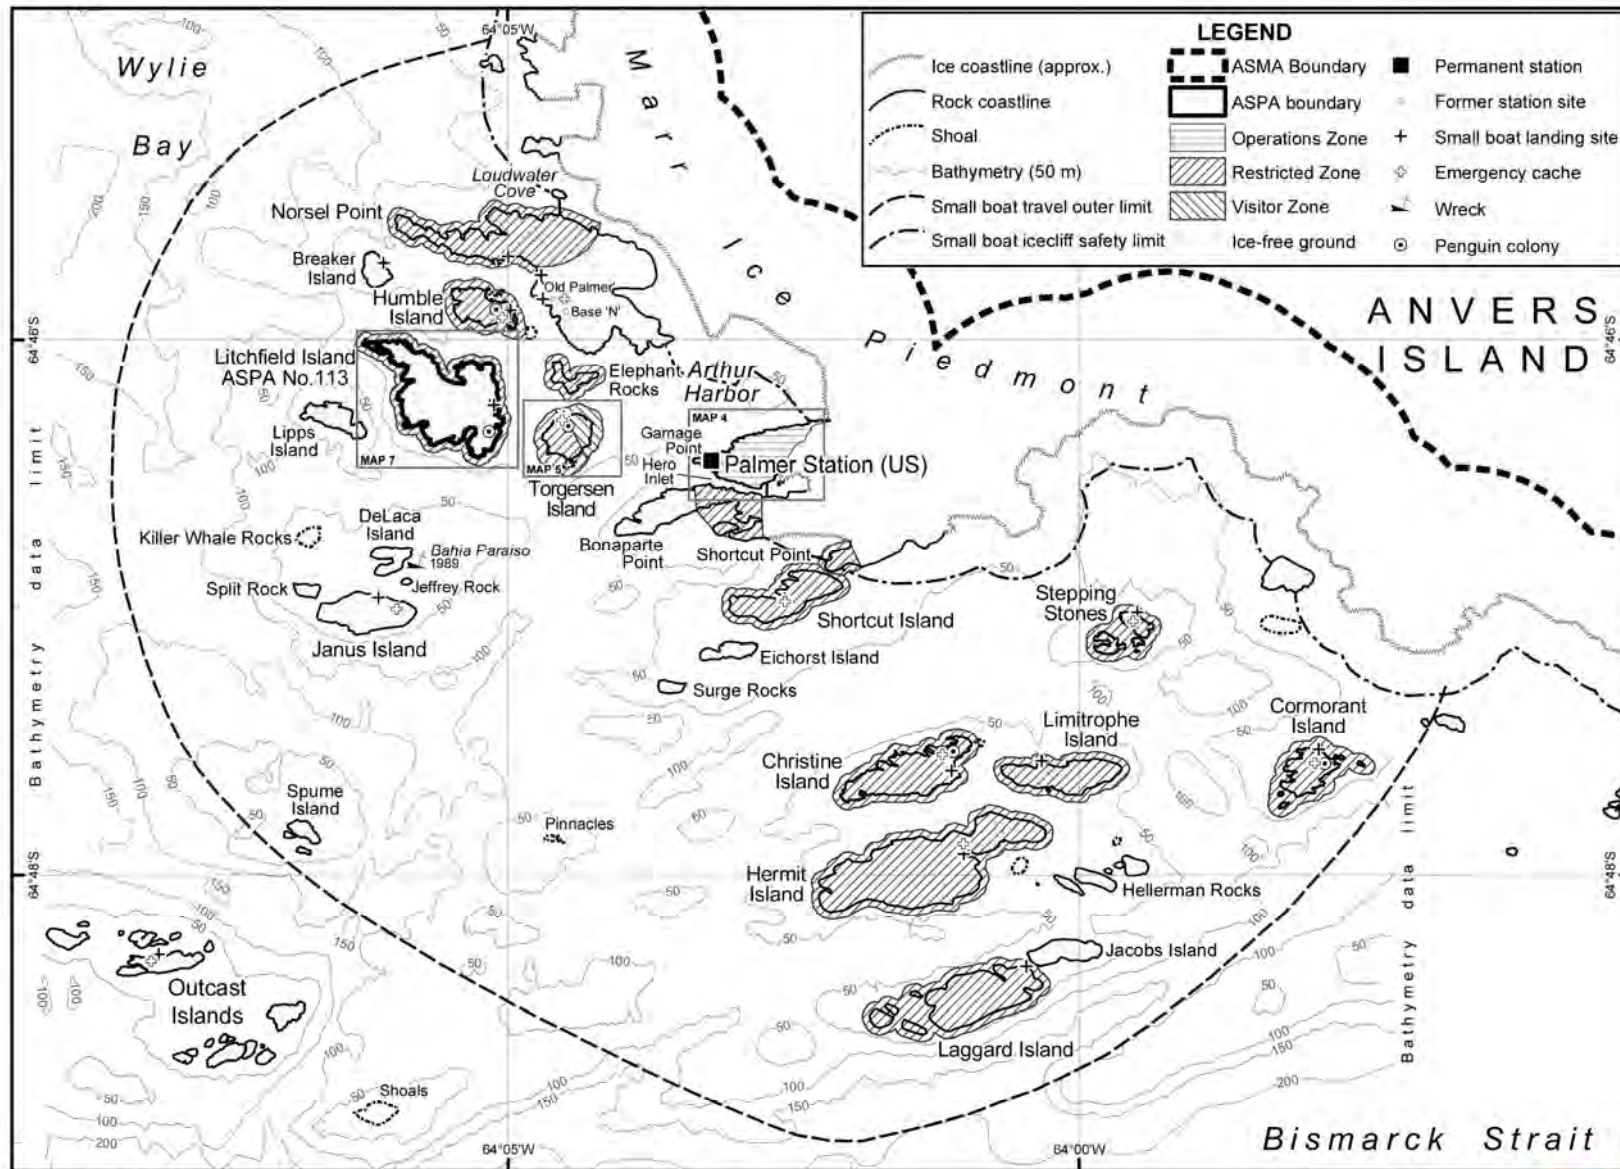 64°05'W
Wylie
Bay
Marr Ice Piedmont
LEGEND
Ice coastline (approx.)
Rock coastline
Shoal
Bathymetry (50 m)
Small boat travel outer limit
Small boat icecliff safety limit
ASMA Boundary
ASPA boundary
Operations Zone
Restricted Zone
Visitor Zone
Ice-free ground
Permanent station
Former station site
Small boat landing site
Emergency cache
Wreck
Penguin colony
Loudwater
Cove
Norsel Point
Breaker
Island
Humble
Island
Old Palmer
Base 'N'
64°46'S
ANVERS
ISLAND
64°46'S
Litchfield Island
ASPA No.113
Elephant
Rocks
Arthur
Harbor
MAP 4
Lipps
Island
MAP 7
MAP 5
Gamage
Point
Palmer Station (US)
Hero
Inlet
Torgersen
Island
Killer Whale Rocks
DeLaca
Island
Bahia Paraiso
1989
Bonaparte
Point
Shortcut Point
Split Rock
Jeffrey Rock
Janus Island
Shortcut Island
Stepping
Stones
Eichorst Island
Surge Rocks
Cormorant
Island
Limitrophe
Island
Christine
Island
Spume
Island
Pinnacles
Hermit
Island
Hellerman Rocks
64°48'S
64°48'S
Bathymetry data limit
Bathymetry data limit
Jacobs Island
Outcast
Islands
Laggard Island
Shoals
64°05'W
64°00'W
Bismarck Strait